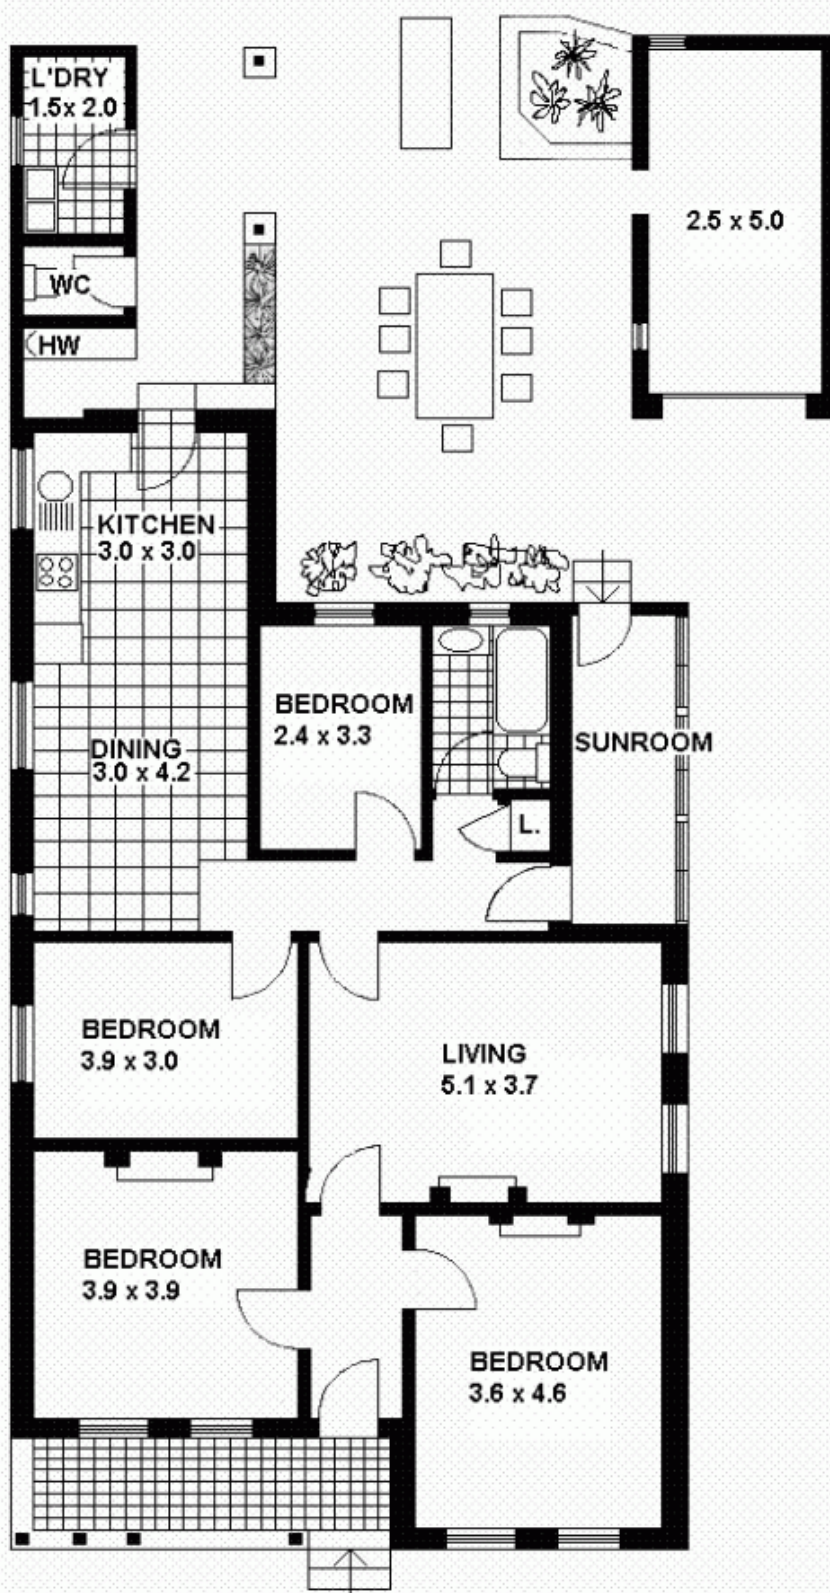 L'DRY
1.5x 2.0
2.5 x 5.0
WC
HW
KITCHEN
3.0 x 3.0
BEDROOM
2.4 x 3.3
SUNROOM
DINING
3.0 x 4.2
L.
BEDROOM
3.9 x 3.0
LIVING
5.1 x 3.7
BEDROOM
3.9 x 3.9
BEDROOM
3.6 x 4.6